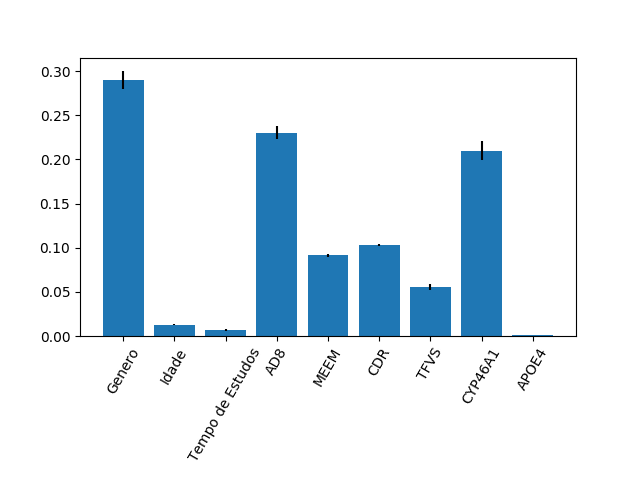 0.30
0.25
0.20
0.15
0.10
0.05
0.00
Genero
Idade
Tempo de Estudos
AD8
MEEM
CDR
TFVS
CYP46A1
APOE4